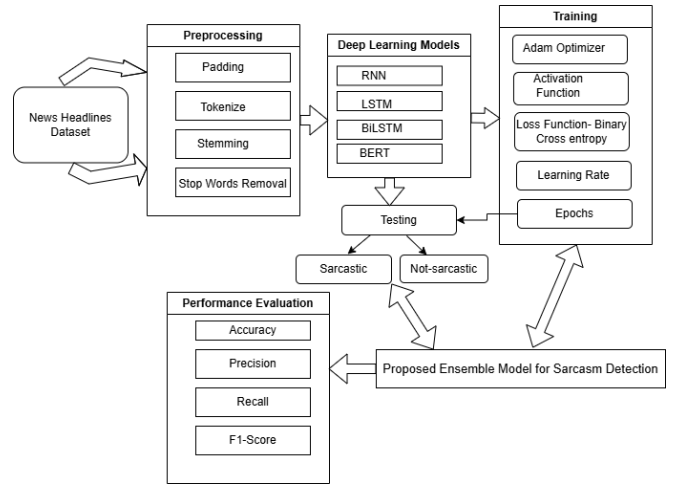 News Headlines
Dataset
Preprocessing
Padding
Tokenize
Stemming
Stop Words Removal
Deep Learning Models
RNN
LSTM
BiLSTM
BERT
Training
Adam Optimizer
Activation
Function
Loss Function- Binary
Cross entropy
Learning Rate
Epochs
Testing
Sarcastic
Not-sarcastic
Performance Evaluation
Accuracy
Precision
Recall
F1-Score
Proposed Ensemble Model for Sarcasm Detection